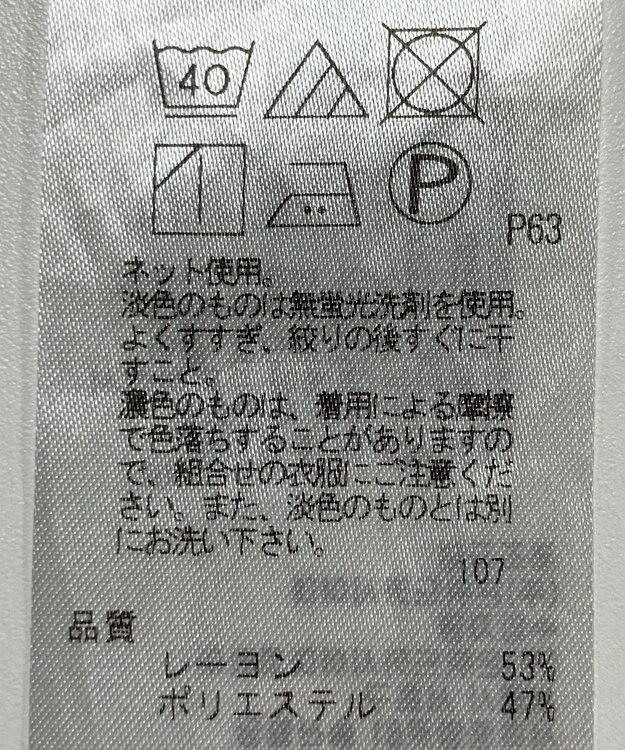 40
P
P63
ネット使用。
淡色のものは無蛍光洗剤を使用。
よくすすぎ、絞りの後すぐに干
すこと。
濃色のものは、着用による摩擦
で色落ちすることがありますの
で、組合せの衣服にご注意くだ
さい。また、淡色のものとは別
にお洗い下さい。
107
品質
レーヨン 53%
ポリエステル 47%